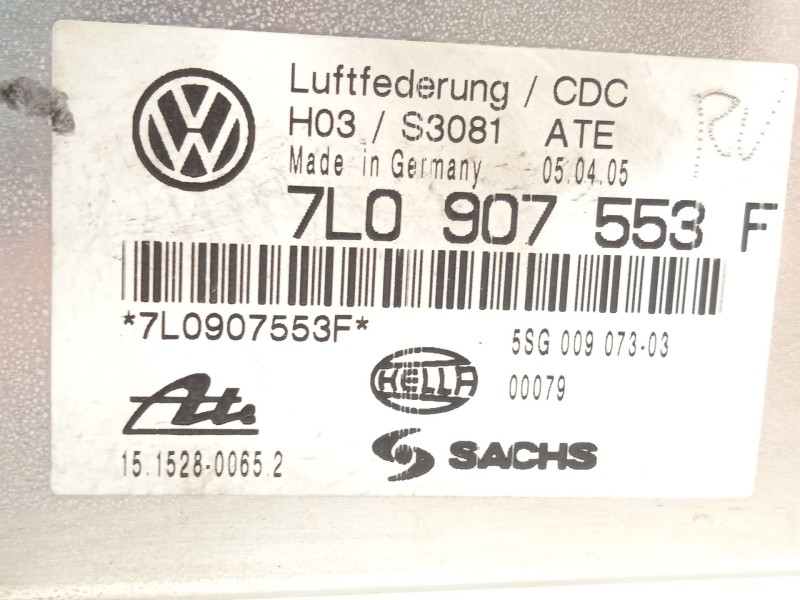 Luftfederung / CDC
H03 / S3081 ATE
Made in Germany 05.04.05
RV
7L0 907 553 F
*7L0907553F*
5SG 009 073-03
00079
HELLA
Ate
SACHS
15.1528-0065.2